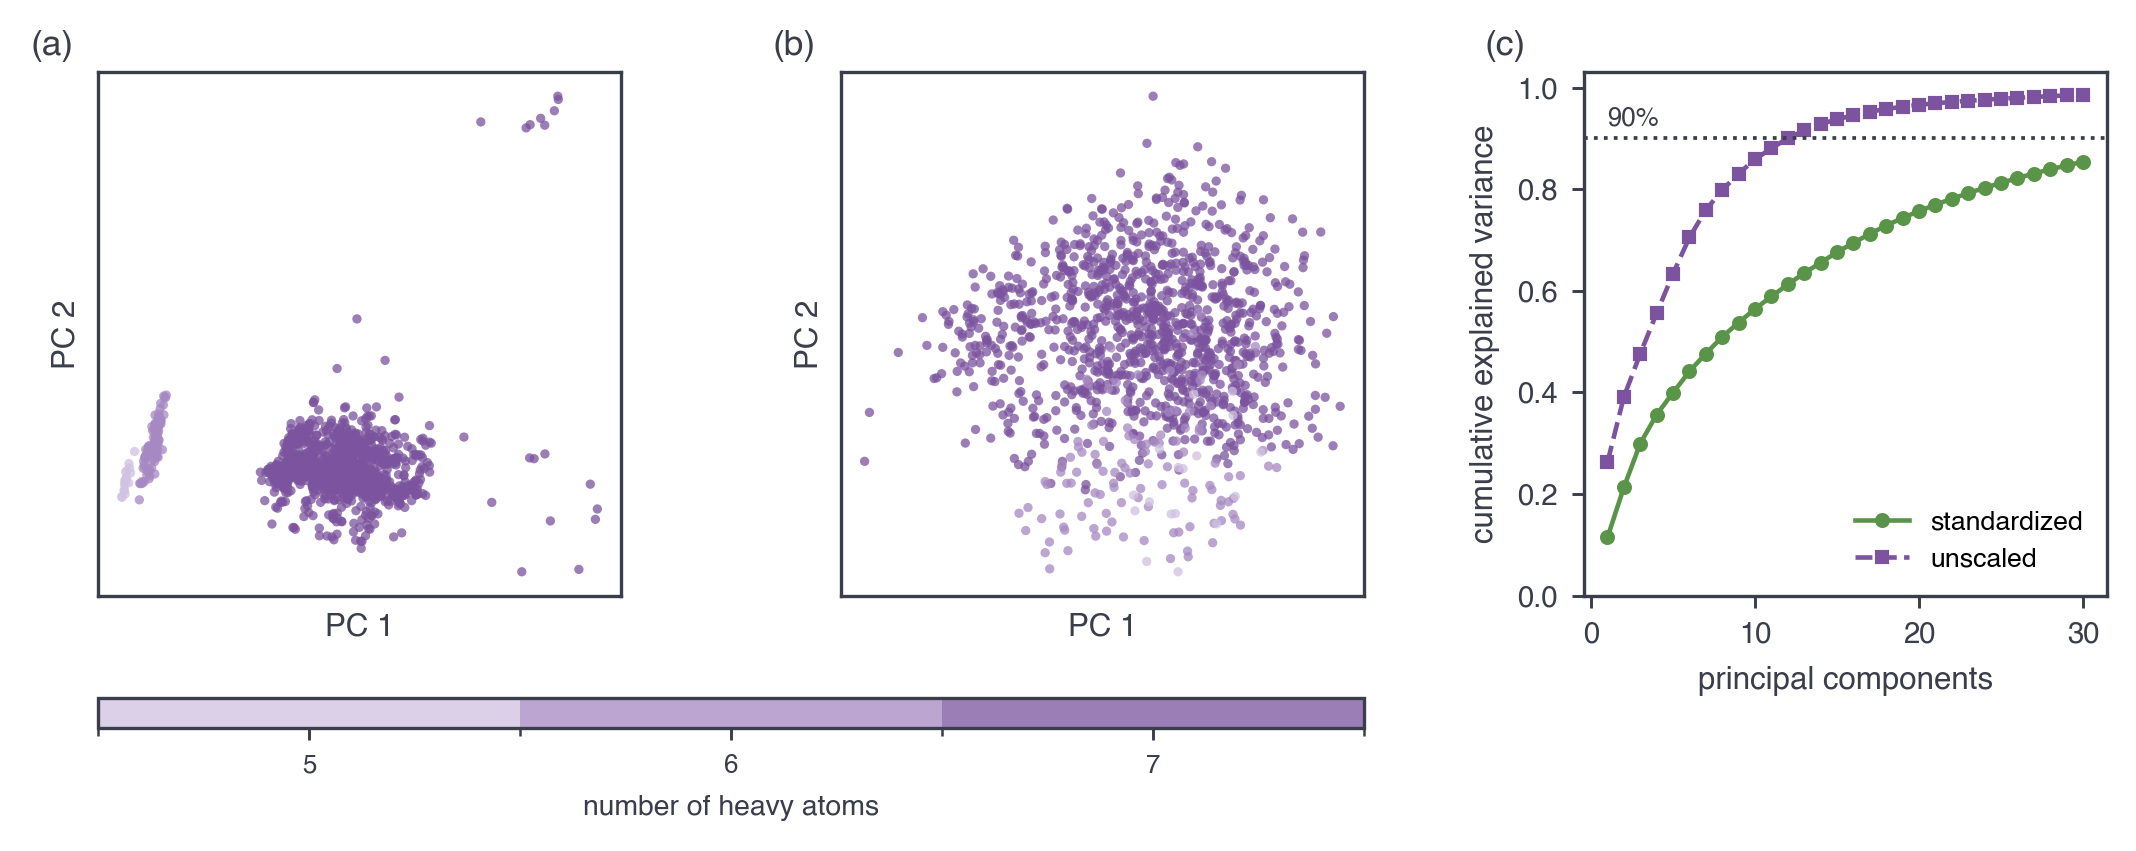 (a)
PC 2
PC 1
(b)
PC 2
PC 1
5 6 7
number of heavy atoms
(c)
cumulative explained variance
1.0
0.8
0.6
0.4
0.2
0.0
90%
standardized
unscaled
0 10 20 30
principal components